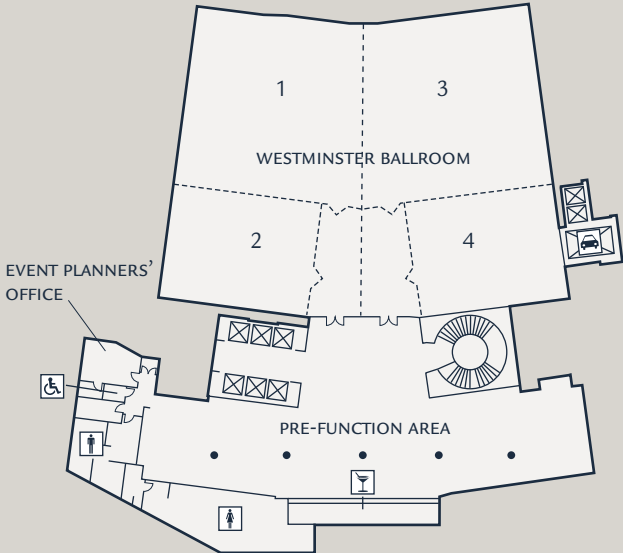 1
3
WESTMINSTER BALLROOM
2
4
EVENT PLANNERS’
OFFICE
PRE-FUNCTION AREA